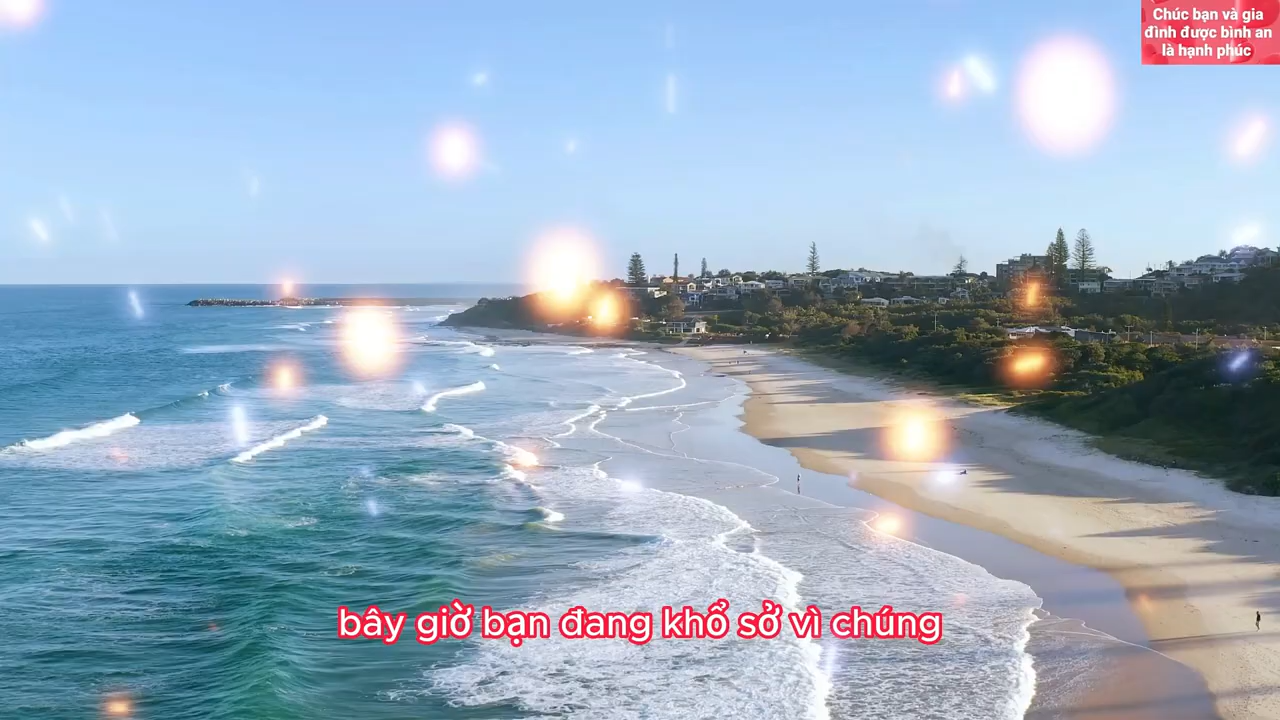 Chúc bạn và gia
đình được bình an
là hạnh phúc
bây giờ bạn đang khổ sở vì chúng